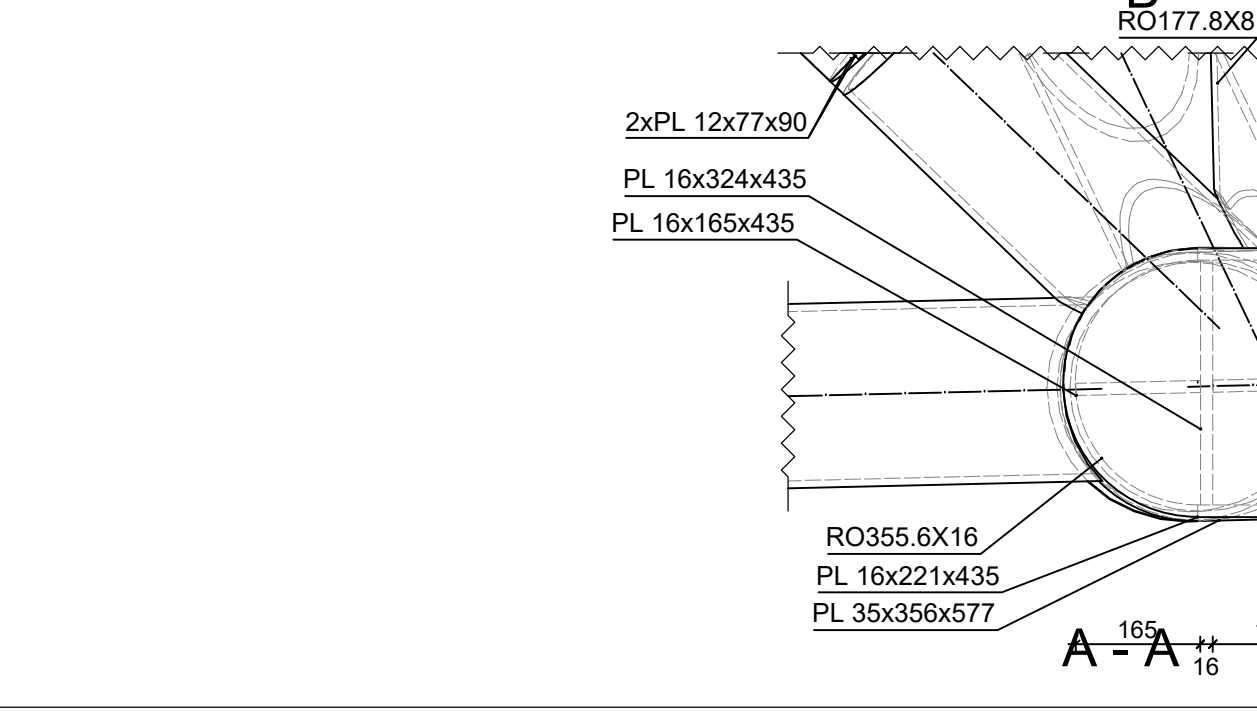 RO177.8X8
2xPL 12x77x90
PL 16x324x435
PL 16x165x435
RO355.6X16
PL 16x221x435
PL 35x356x577
165
A - A
16